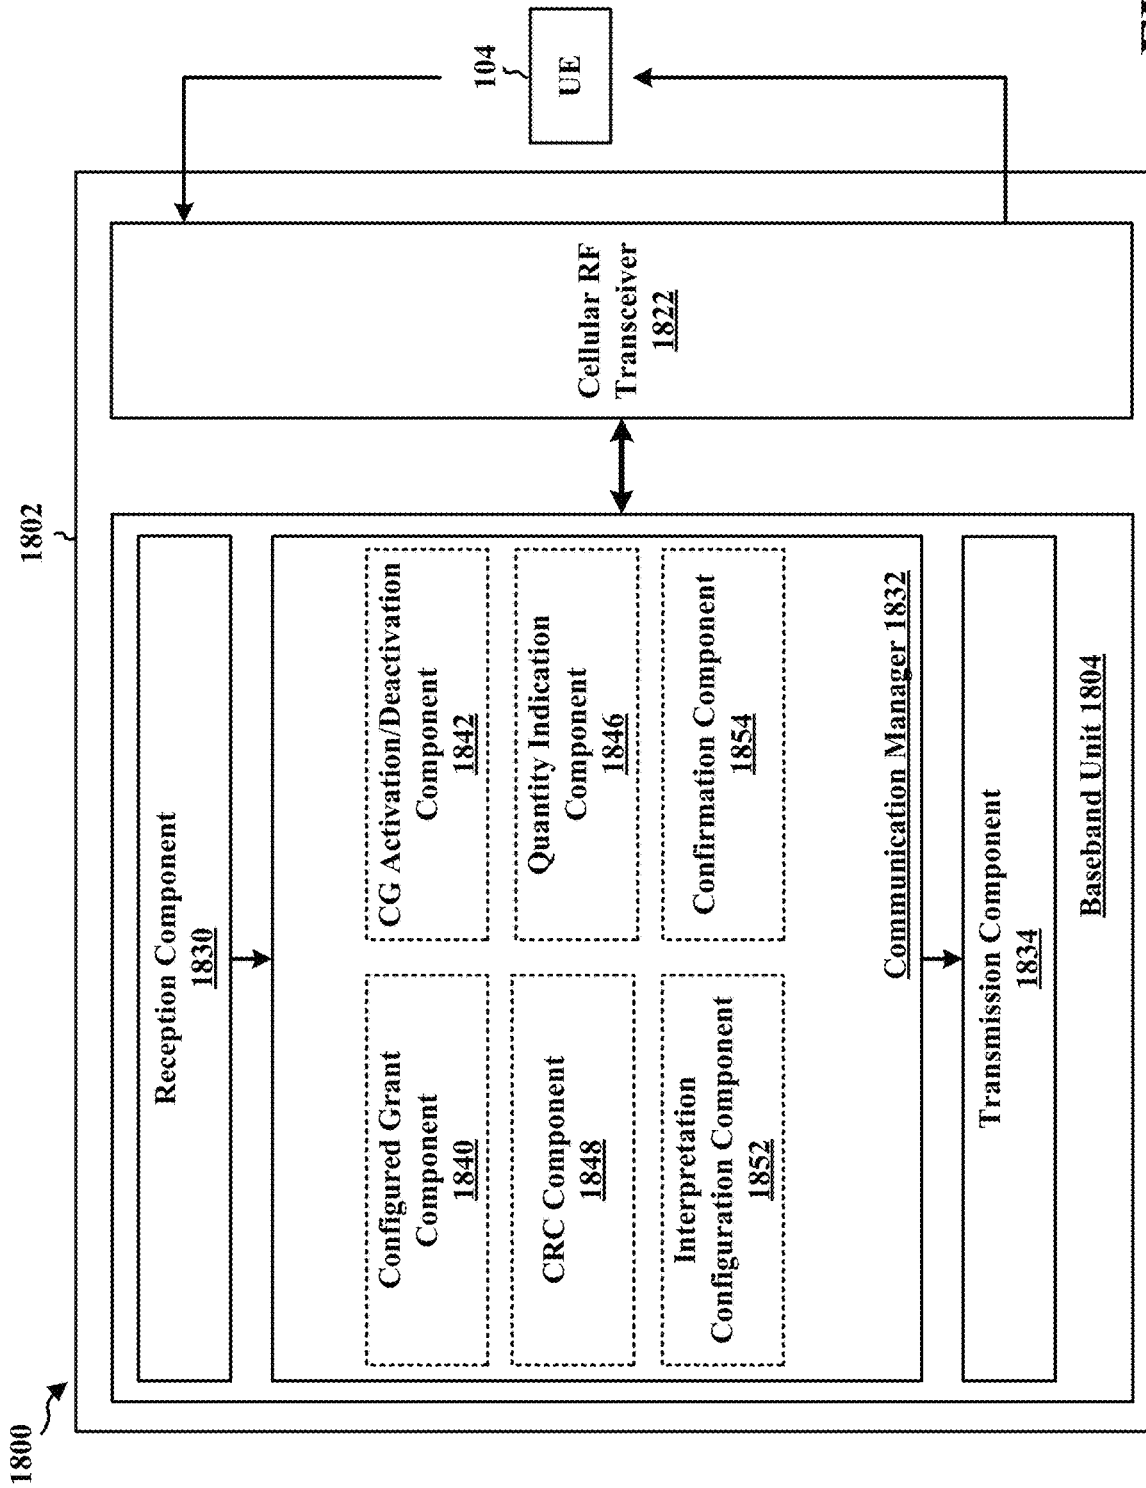 1800
1802
Reception Component
1830
Configured Grant
Component
1840
CG Activation/Deactivation
Component
1842
CRC Component
1848
Quantity Indication
Component
1846
Interpretation
Configuration Component
1852
Confirmation Component
1854
Communication Manager 1832
Transmission Component
1834
Baseband Unit 1804
Cellular RF
Transceiver
1822
104
UE